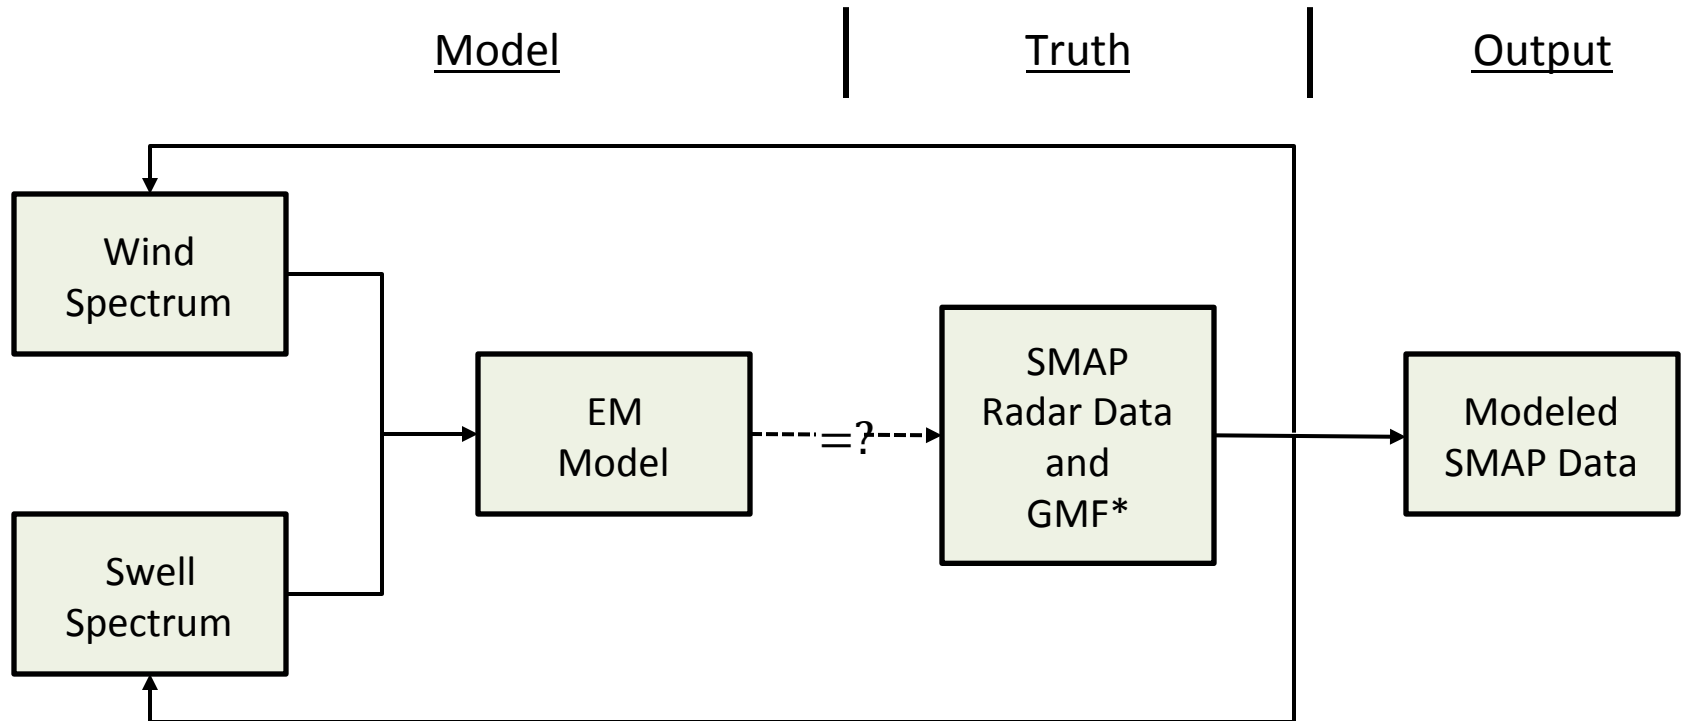 Model
Truth
Output
Wind
Spectrum
Swell
Spectrum
EM
Model
=?
SMAP
Radar Data
and
GMF*
Modeled
SMAP Data